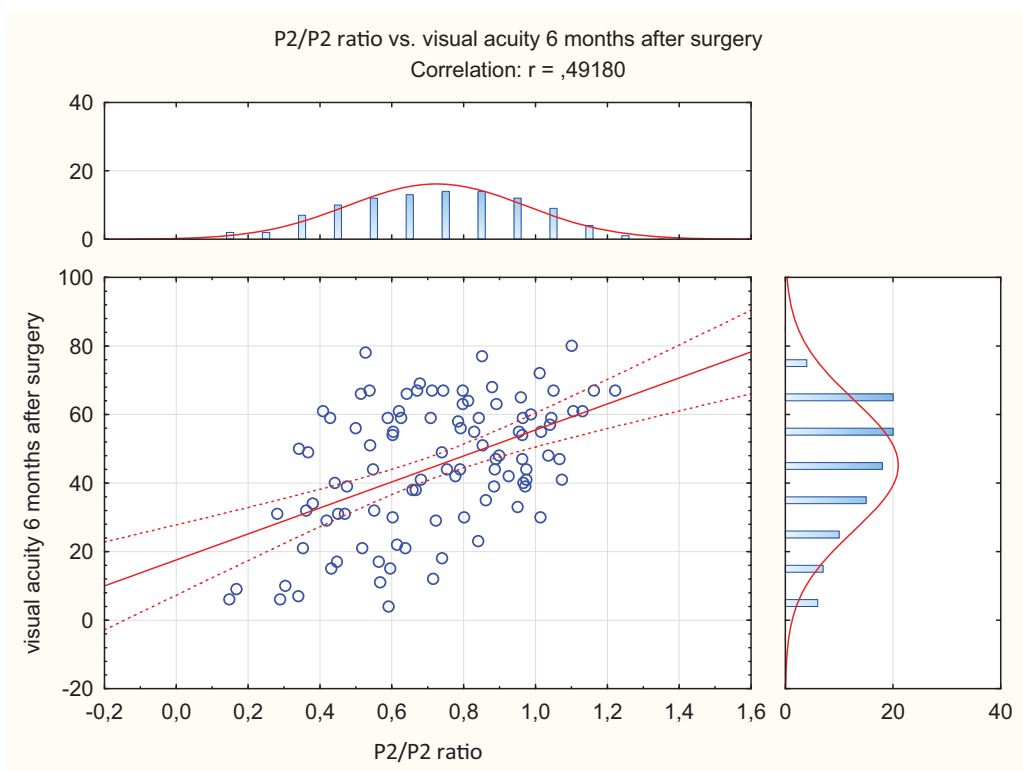 P2/P2 ratio vs. visual acuity 6 months after surgery
Correlation: r = ,49180
40
20
0
visual acuity 6 months after surgery
100
80
60
40
20
0
-20
-0,2 0,0 0,2 0,4 0,6 0,8 1,0 1,2 1,4 1,6
0 20 40
P2/P2 ratio